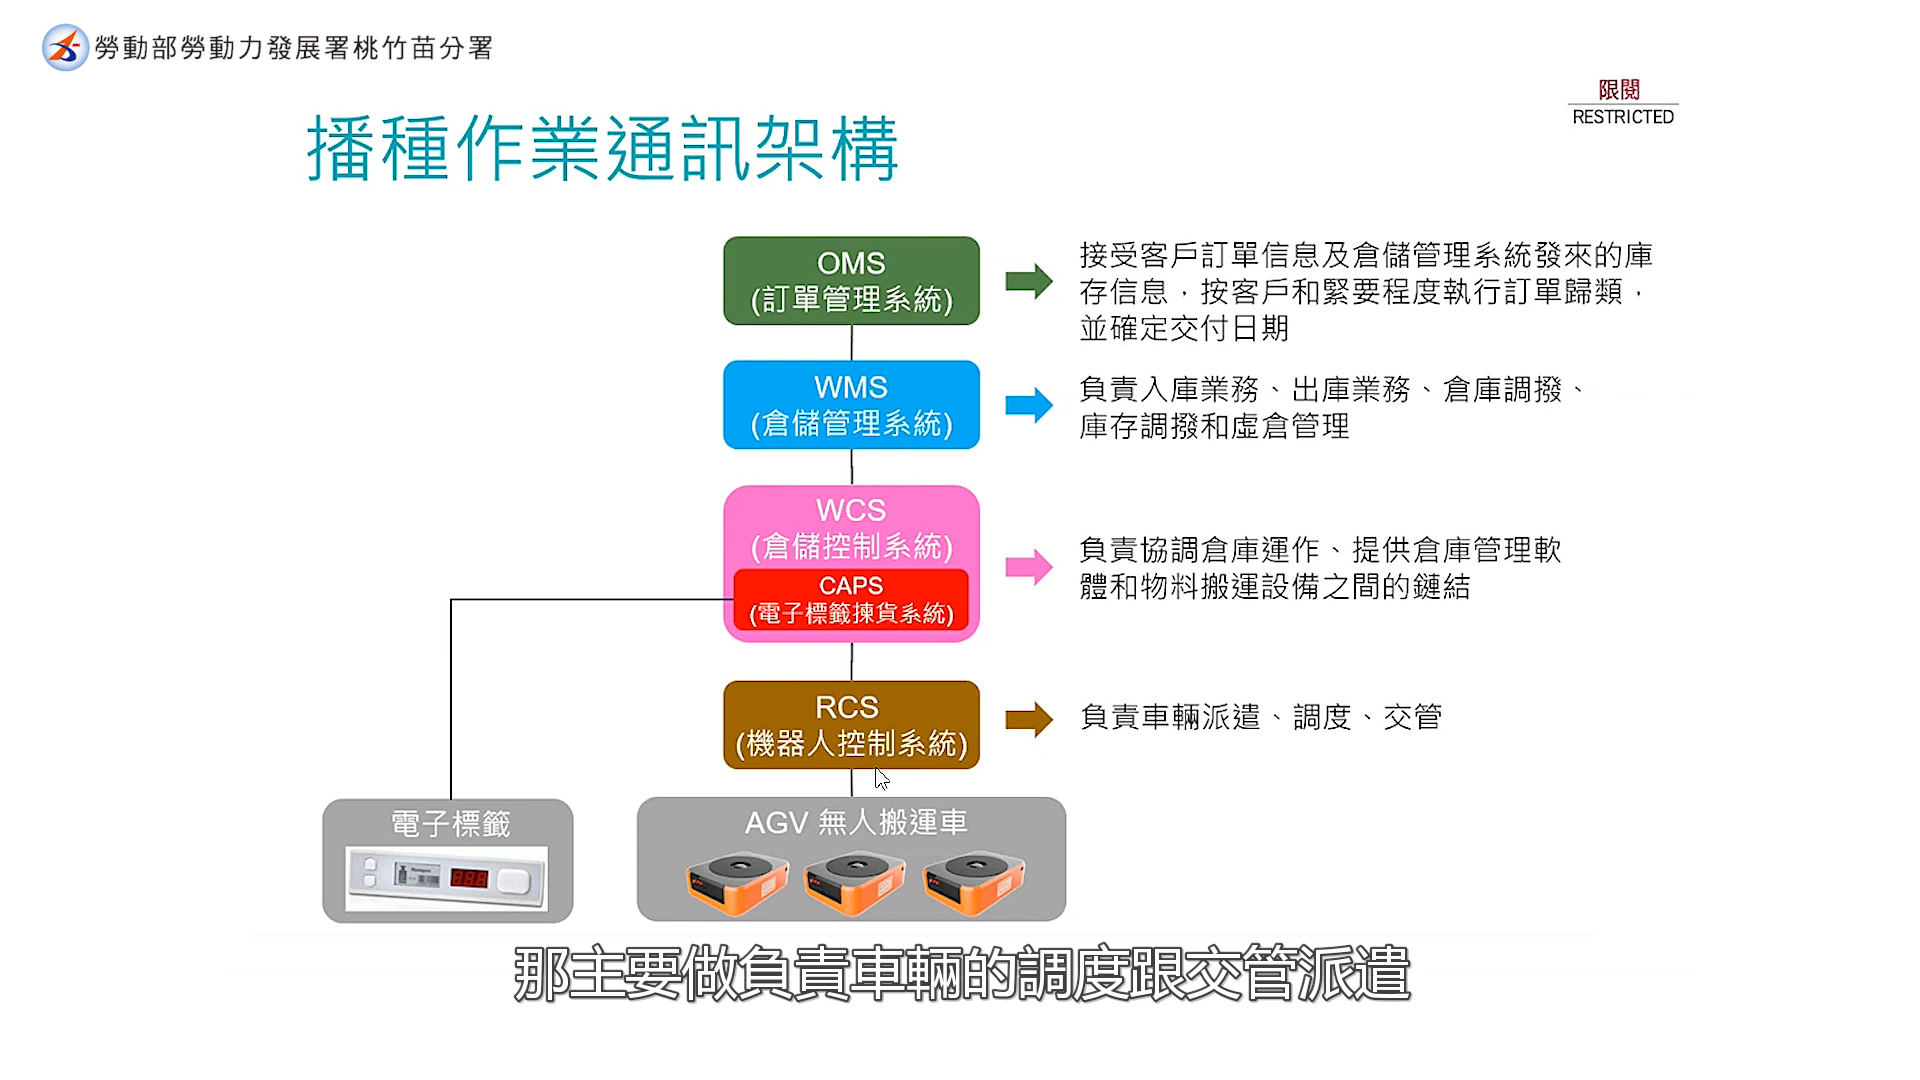 勞動部勞動力發展署桃竹苗分署
限閱
RESTRICTED
播種作業通訊架構
OMS
(訂單管理系統)
接受客戶訂單信息及倉儲管理系統發來的庫
存信息，按客戶和緊要程度執行訂單歸類，
並確定交付日期
WMS
(倉儲管理系統)
負責入庫業務、出庫業務、倉庫調撥、
庫存調撥和虛倉管理
WCS
(倉儲控制系統)
CAPS
(電子標籤揀貨系統)
負責協調倉庫運作、提供倉庫管理軟
體和物料搬運設備之間的鏈結
RCS
(機器人控制系統)
負責車輛派遣、調度、交管
電子標籤
AGV 無人搬運車
那主要做負責車輛的調度跟交管派遣